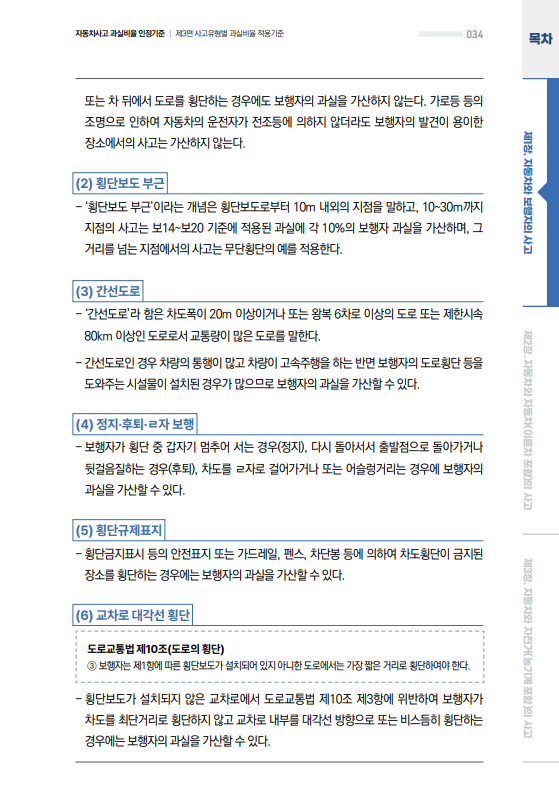 자동차사고 과실비율 인정기준 | 제3편 사고유형별 과실비율 적용기준
034
목차
또는 차 뒤에서 도로를 횡단하는 경우에도 보행자의 과실을 가산하지 않는다. 가로등 등의
조명으로 인하여 자동차의 운전자가 전조등에 의하지 않더라도 보행자의 발견이 용이한
장소에서의 사고는 가산하지 않는다.
(2) 횡단보도 부근
- ‘횡단보도 부근’이라는 개념은 횡단보도로부터 10m 내외의 지점을 말하고, 10~30m까지
지점의 사고는 보14~보20 기준에 적용된 과실에 각 10%의 보행자 과실을 가산하며, 그
거리를 넘는 지점에서의 사고는 무단횡단의 예를 적용한다.
(3) 간선도로
- ‘간선도로’라 함은 차도폭이 20m 이상이거나 또는 왕복 6차로 이상의 도로 또는 제한시속
80km 이상인 도로로서 교통량이 많은 도로를 말한다.
- 간선도로인 경우 차량의 통행이 많고 차량이 고속주행을 하는 반면 보행자의 도로횡단 등을
도와주는 시설물이 설치된 경우가 많으므로 보행자의 과실을 가산할 수 있다.
(4) 정지·후퇴·ㄹ자 보행
- 보행자가 횡단 중 갑자기 멈추어 서는 경우(정지), 다시 돌아서서 출발점으로 돌아가거나
뒷걸음질하는 경우(후퇴), 차도를 ㄹ자로 걸어가거나 또는 어슬렁거리는 경우에 보행자의
과실을 가산할 수 있다.
(5) 횡단규제표지
- 횡단금지표시 등의 안전표지 또는 가드레일, 펜스, 차단봉 등에 의하여 차도횡단이 금지된
장소를 횡단하는 경우에는 보행자의 과실을 가산할 수 있다.
(6) 교차로 대각선 횡단
도로교통법 제10조(도로의 횡단)
③ 보행자는 제1항에 따른 횡단보도가 설치되어 있지 아니한 도로에서는 가장 짧은 거리로 횡단하여야 한다.
- 횡단보도가 설치되지 않은 교차로에서 도로교통법 제10조 제3항에 위반하여 보행자가
차도를 최단거리로 횡단하지 않고 교차로 내부를 대각선 방향으로 또는 비스듬히 횡단하는
경우에는 보행자의 과실을 가산할 수 있다.
제1장. 자동차와 보행자의 사고
제2장. 자동차와 자동차(이륜차 포함)의 사고
제3장. 자동차와 자전거(농기계 포함)의 사고